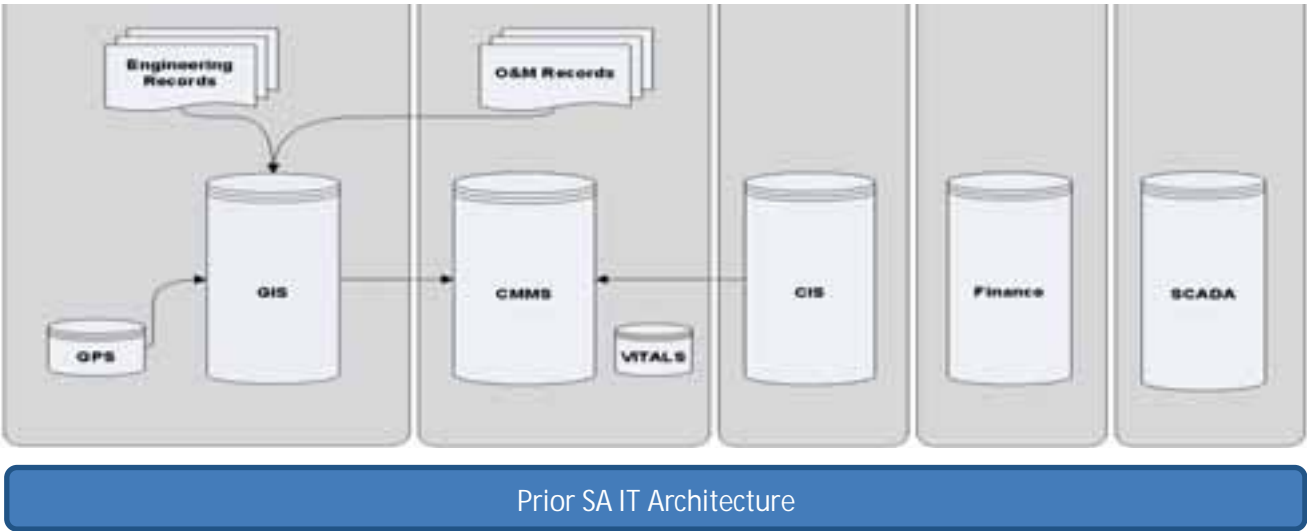 Engineering
Records
O&M Records
GIS
CMMS
CIS
Finance
SCADA
GPS
VITALS
Prior SA IT Architecture